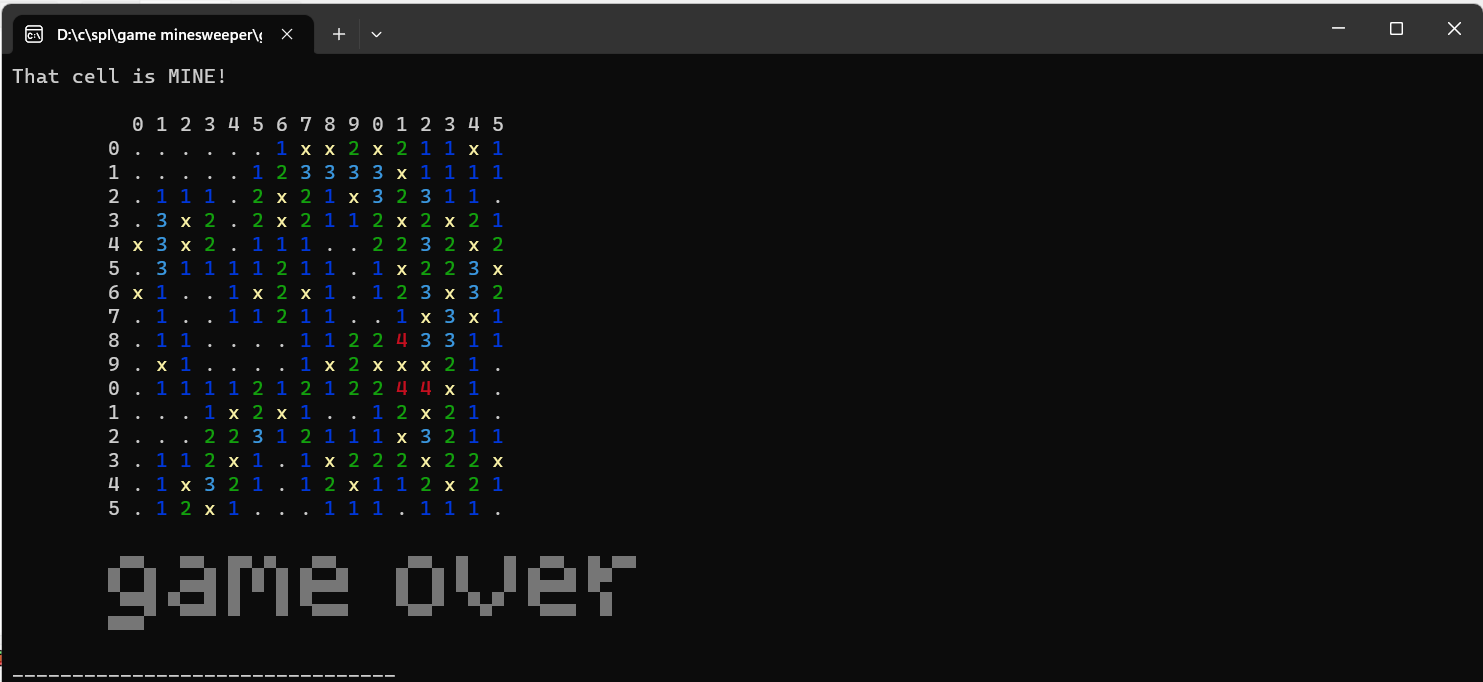 D:\c\spl\game minesweeper\g
That cell is MINE!
0 1 2 3 4 5 6 7 8 9 0 1 2 3 4 5
0 . . . . . . 1 x x 2 x 2 1 1 x 1
1 . . . . . 1 2 3 3 3 3 x 1 1 1 1
2 . 1 1 1 . 2 x 2 1 x 3 2 3 1 1 .
3 . 3 x 2 . 2 x 2 1 1 2 x 2 x 2 1
4 x 3 x 2 . 1 1 1 . . 2 2 3 2 x 2
5 . 3 1 1 1 1 2 1 1 . 1 x 2 2 3 x
6 x 1 . . 1 x 2 x 1 . 1 2 3 x 3 2
7 . 1 . . 1 1 2 1 1 . . 1 x 3 x 1
8 . 1 1 . . . . 1 1 2 2 4 3 3 1 1
9 . x 1 . . . . 1 x 2 x x x 2 1 .
0 . 1 1 1 1 2 1 2 1 2 2 4 4 x 1 .
1 . . . 1 x 2 x 1 . . 1 2 x 2 1 .
2 . . . 2 2 3 1 2 1 1 1 x 3 2 1 1
3 . 1 1 2 x 1 . 1 x 2 2 2 x 2 2 x
4 . 1 x 3 2 1 . 1 2 x 1 1 2 x 2 1
5 . 1 2 x 1 . . . 1 1 1 . 1 1 1 .
game over
--------------------------------